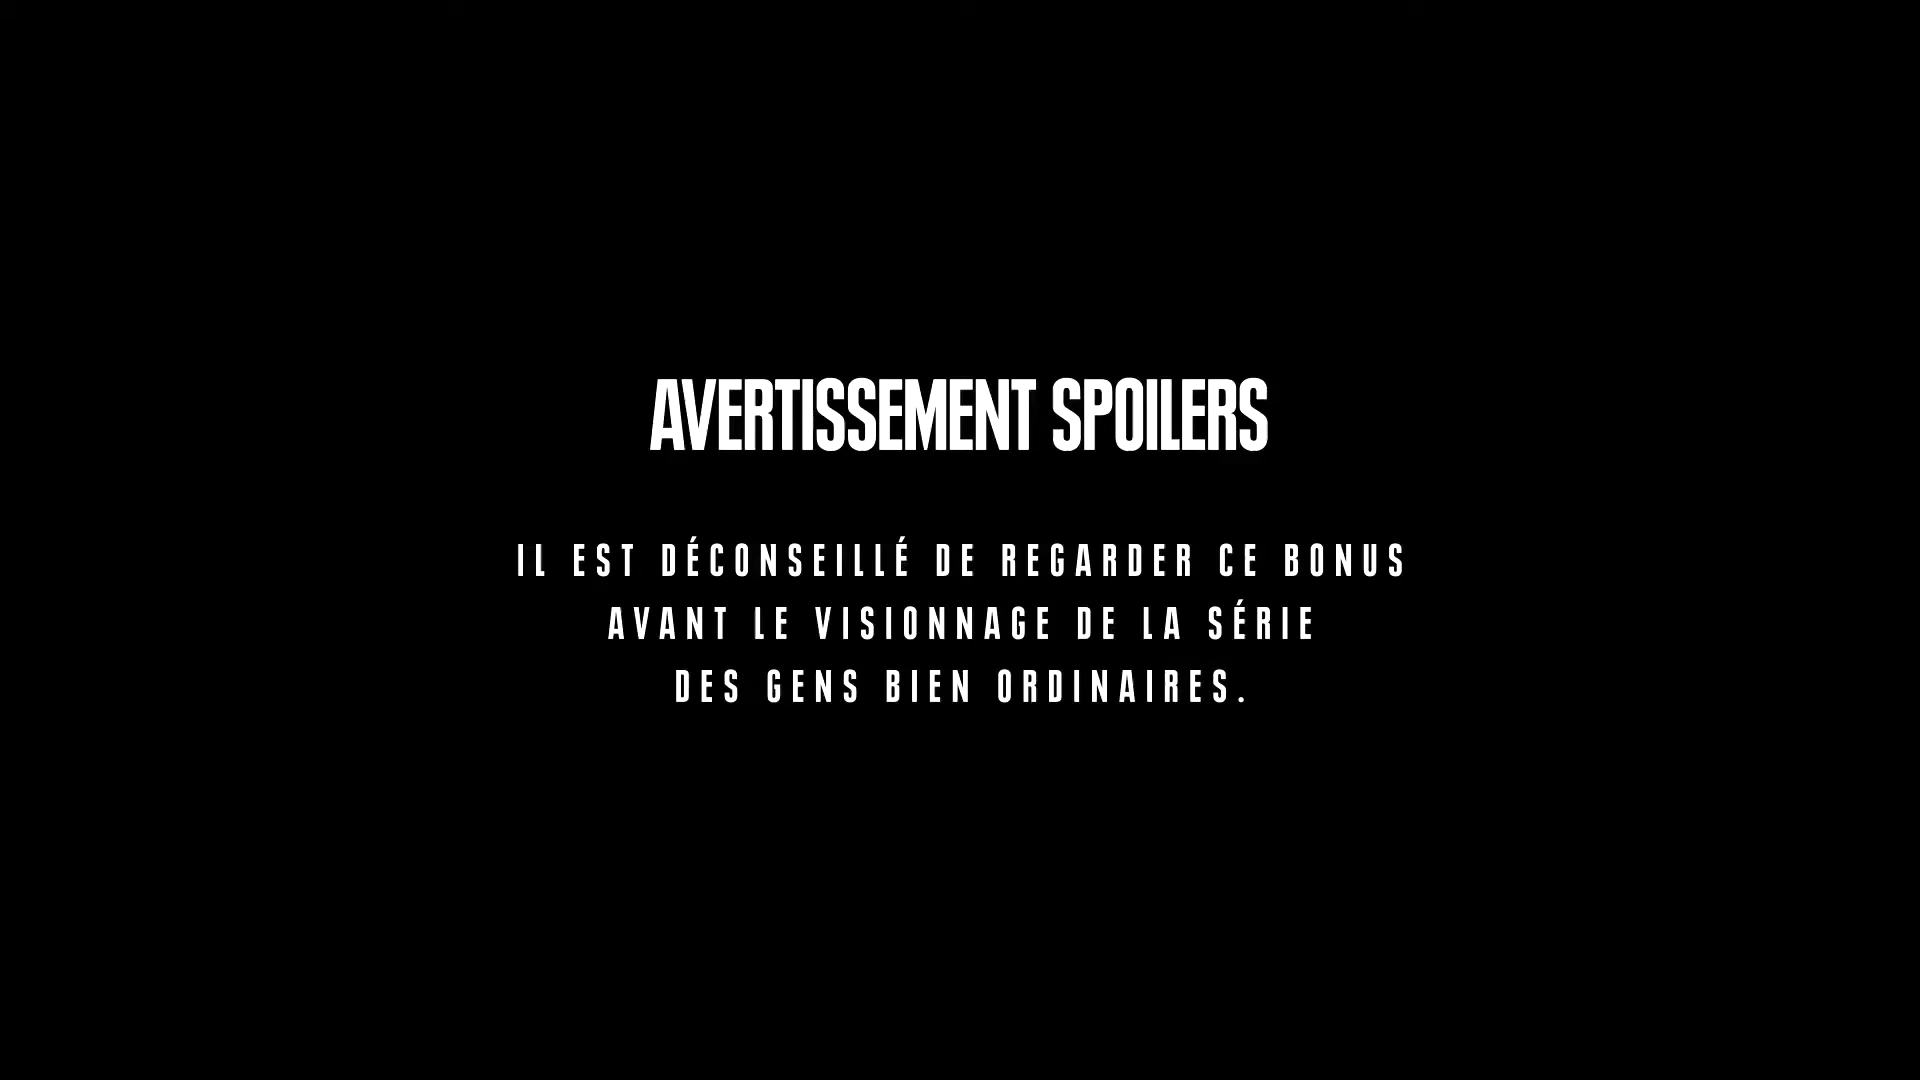 AVERTISSEMENT SPOILERS
IL EST DÉCONSEILLÉ DE REGARDER CE BONUS
AVANT LE VISIONNAGE DE LA SÉRIE
DES GENS BIEN ORDINAIRES.